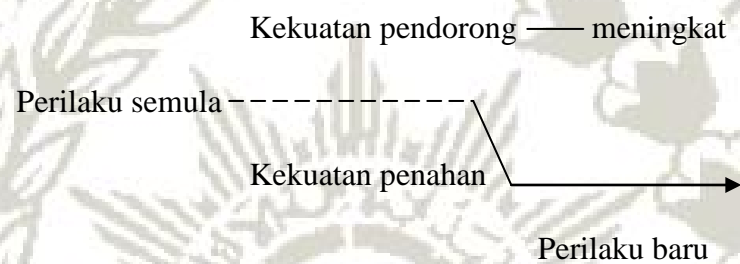 Kekuatan pendorong — meningkat
Perilaku semula
Kekuatan penahan
Perilaku baru